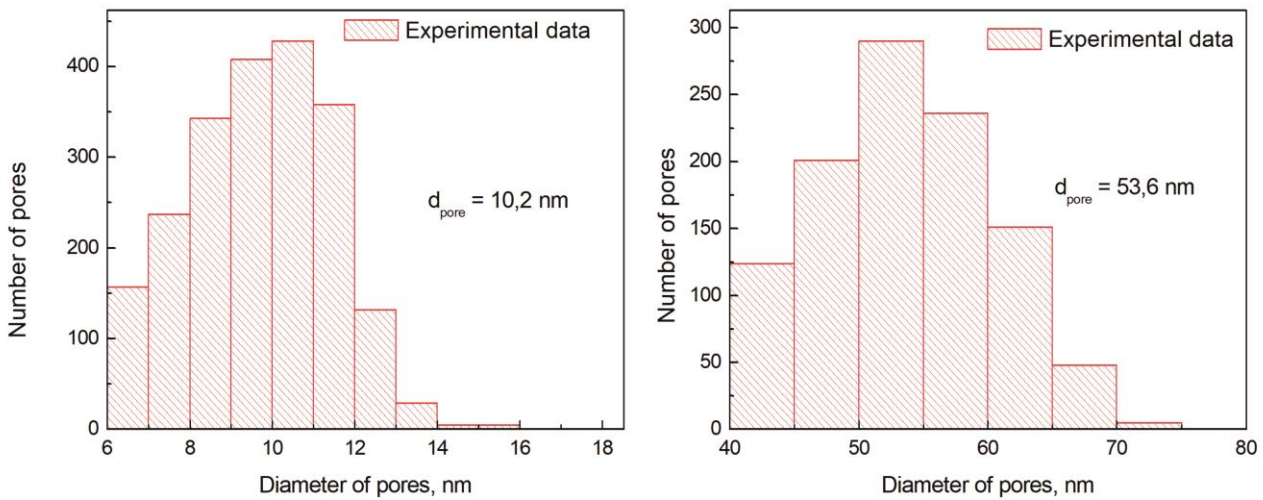 Experimental data
400
300
200
100
0
Number of pores
d_pore = 10,2 nm
6 8 10 12 14 16 18
Diameter of pores, nm
Experimental data
300
250
200
150
100
50
0
Number of pores
d_pore = 53,6 nm
40 50 60 70 80
Diameter of pores, nm